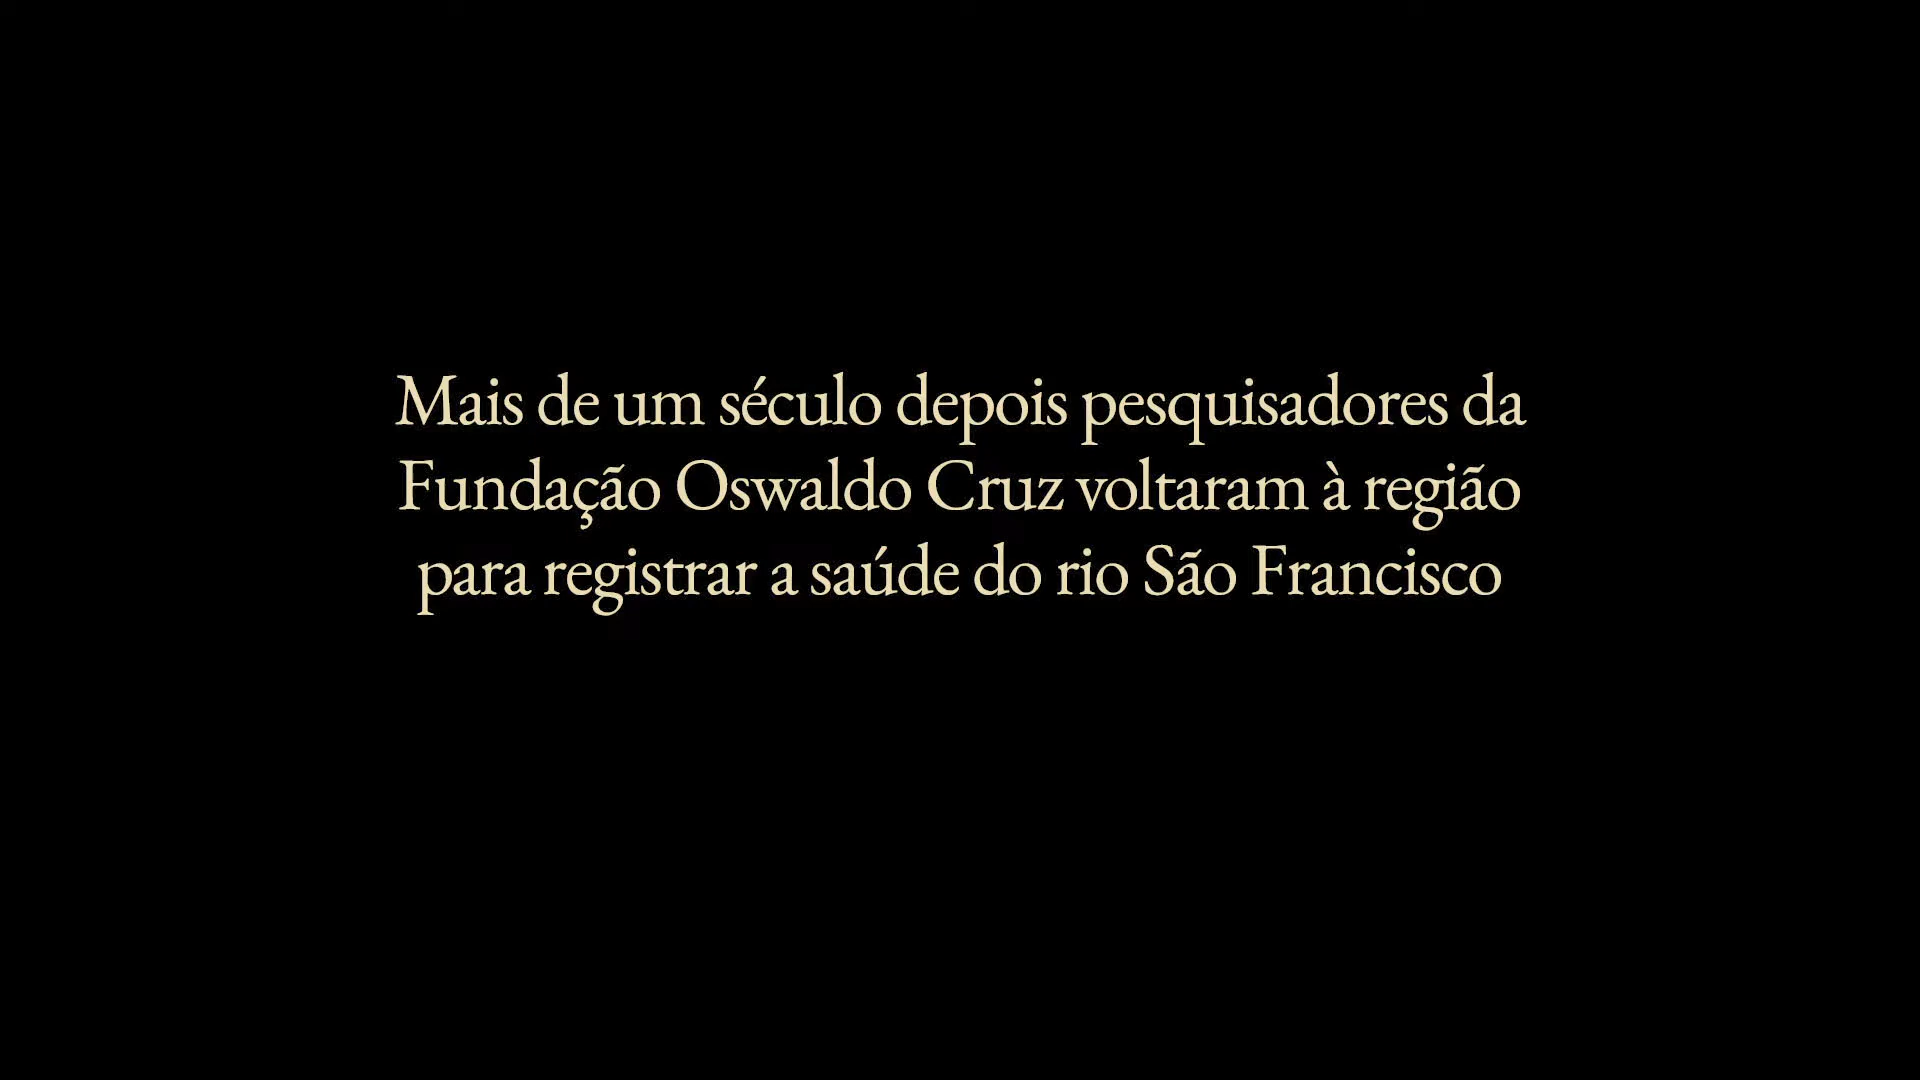 Mais de um século depois pesquisadores da
Fundação Oswaldo Cruz voltaram à região
para registrar a saúde do rio São Francisco